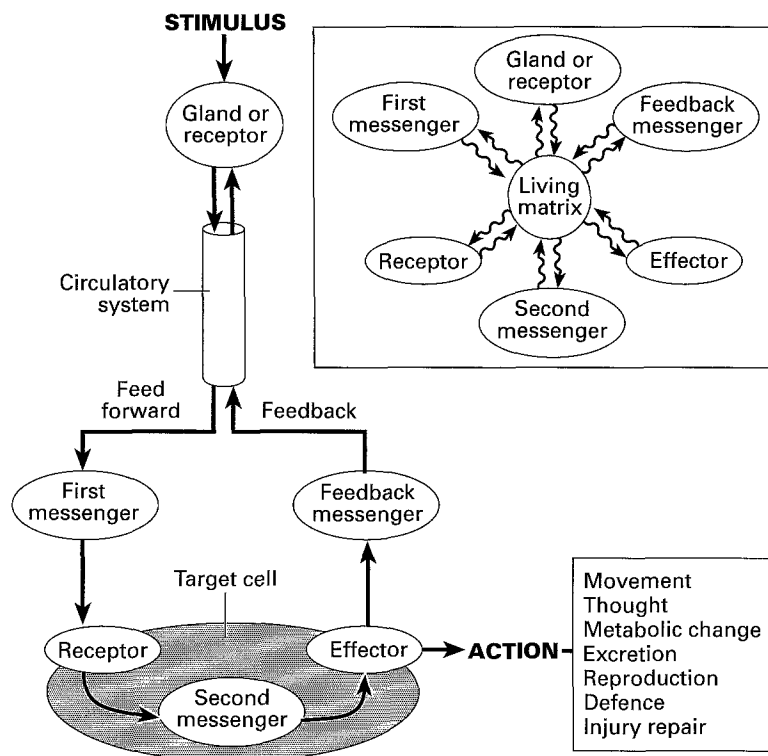 STIMULUS
Gland or
receptor
Circulatory
system
Feed
forward
Feedback
First
messenger
Feedback
messenger
Target cell
Receptor
Effector
Second
messenger
ACTION
Movement
Thought
Metabolic change
Excretion
Reproduction
Defence
Injury repair
Gland or
receptor
First
messenger
Feedback
messenger
Living
matrix
Receptor
Effector
Second
messenger